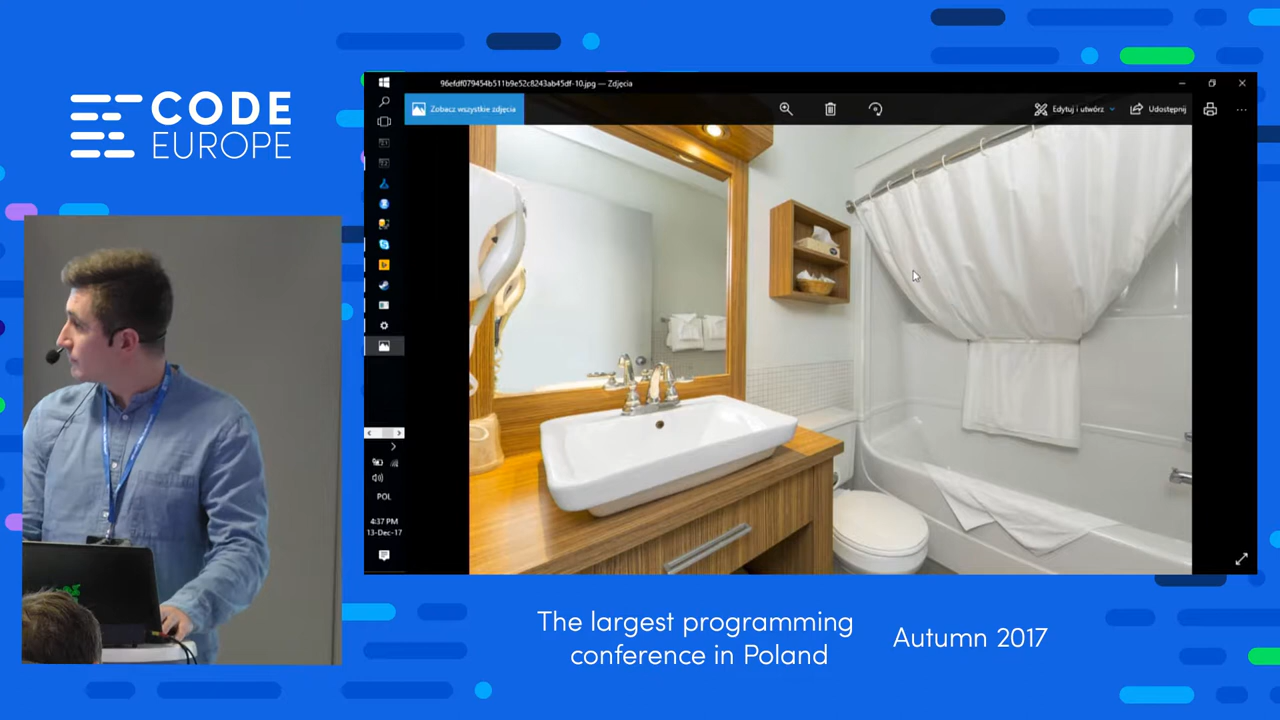 CODE
EUROPE
96efdf079454b511b9e52c8243ab45df-10.jpg — Zdjęcia
Zobacz wszystkie zdjęcia
Edytuj i utwórz
Udostępnij
POL
4:37 PM
13-Dec-17
The largest programming
conference in Poland
Autumn 2017